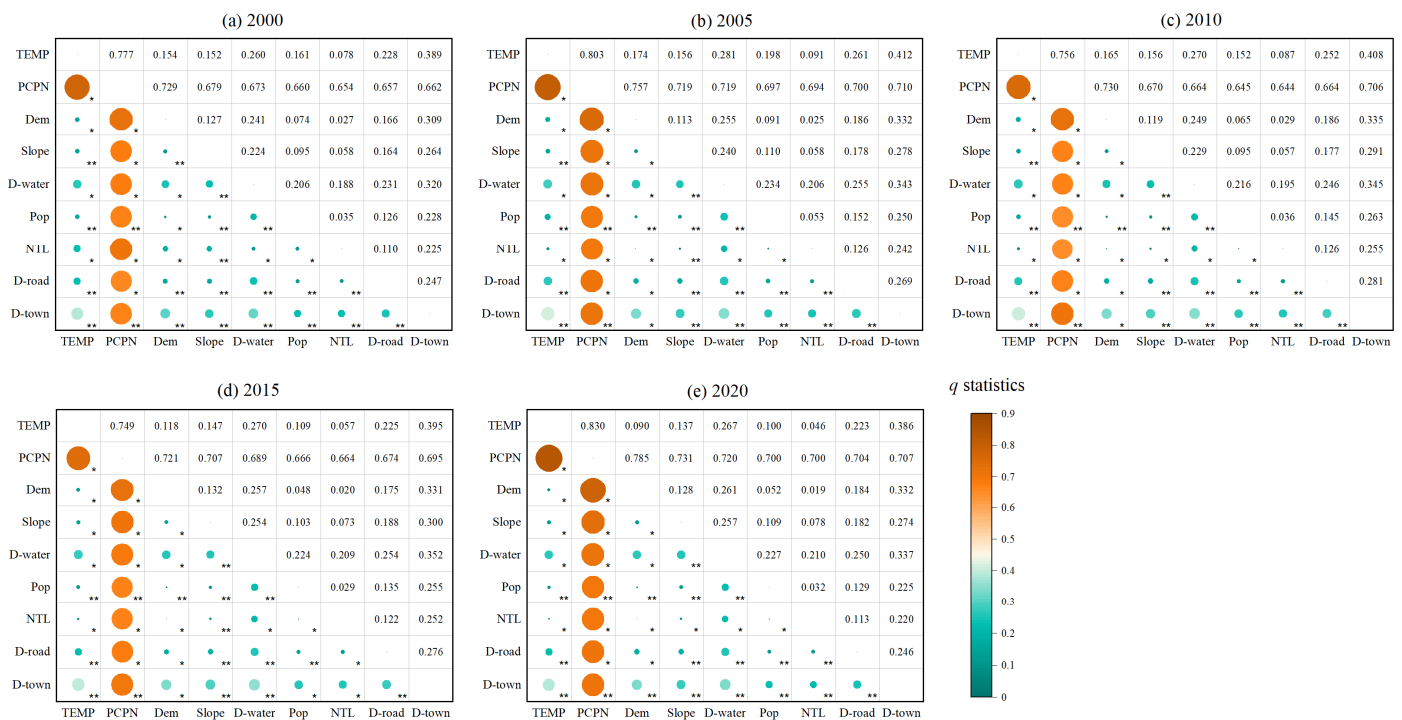 (a) 2000
TEMP 0.777 0.154 0.152 0.260 0.161 0.078 0.228 0.389
PCPN * 0.729 0.679 0.673 0.660 0.654 0.657 0.662
Dem * * 0.127 0.241 0.074 0.027 0.166 0.309
Slope ** * ** 0.224 0.095 0.058 0.164 0.264
D-water * * * ** 0.206 0.188 0.231 0.320
Pop ** ** * ** ** 0.035 0.126 0.228
N1L * * * ** * * 0.110 0.225
D-road ** * ** ** ** ** ** 0.247
D-town ** ** ** ** ** ** ** **
TEMP PCPN Dem Slope D-water Pop NTL D-road D-town
(b) 2005
TEMP 0.803 0.174 0.156 0.281 0.198 0.091 0.261 0.412
PCPN * 0.757 0.719 0.719 0.697 0.694 0.700 0.710
Dem * * 0.113 0.255 0.091 0.025 0.186 0.332
Slope ** * * 0.240 0.110 0.058 0.178 0.278
D-water * * * ** 0.234 0.206 0.255 0.343
Pop ** ** ** ** ** 0.053 0.152 0.250
N1L * * * ** * * 0.126 0.242
D-road ** * * ** ** ** ** 0.269
D-town ** ** * ** ** ** ** **
TEMP PCPN Dem Slope D-water Pop NTL D-road D-town
(c) 2010
TEMP 0.756 0.165 0.156 0.270 0.152 0.087 0.252 0.408
PCPN * 0.730 0.670 0.664 0.645 0.644 0.664 0.706
Dem * * 0.119 0.249 0.065 0.029 0.186 0.335
Slope ** * * 0.229 0.095 0.057 0.177 0.291
D-water * * * ** 0.216 0.195 0.246 0.345
Pop ** ** ** ** ** 0.036 0.145 0.263
N1L * * * * ** * 0.126 0.255
D-road ** * * ** ** ** ** 0.281
D-town ** ** * ** ** ** ** **
TEMP PCPN Dem Slope D-water Pop NTL D-road D-town
(d) 2015
TEMP 0.749 0.118 0.147 0.270 0.109 0.057 0.225 0.395
PCPN * 0.721 0.707 0.689 0.666 0.664 0.674 0.695
Dem * * 0.132 0.257 0.048 0.020 0.175 0.331
Slope * * * 0.254 0.103 0.073 0.188 0.300
D-water * * * ** 0.224 0.209 0.254 0.352
Pop ** ** ** ** ** 0.029 0.135 0.255
NTL * * * ** * * 0.122 0.252
D-road ** * * ** ** ** * 0.276
D-town ** ** * ** ** * * **
TEMP PCPN Dem Slope D-water Pop NTL D-road D-town
(e) 2020
TEMP 0.830 0.090 0.137 0.267 0.100 0.046 0.223 0.386
PCPN * 0.785 0.731 0.720 0.700 0.700 0.704 0.707
Dem * * 0.128 0.261 0.052 0.019 0.184 0.332
Slope * * * 0.257 0.109 0.078 0.182 0.274
D-water * * * ** 0.227 0.210 0.250 0.337
Pop ** ** ** ** ** 0.032 0.129 0.225
NTL * * * * * * 0.113 0.220
D-road ** * * ** ** ** ** 0.246
D-town ** ** ** ** ** ** ** **
TEMP PCPN Dem Slope D-water Pop NTL D-road D-town
q statistics
0.9
0.8
0.7
0.6
0.5
0.4
0.3
0.2
0.1
0